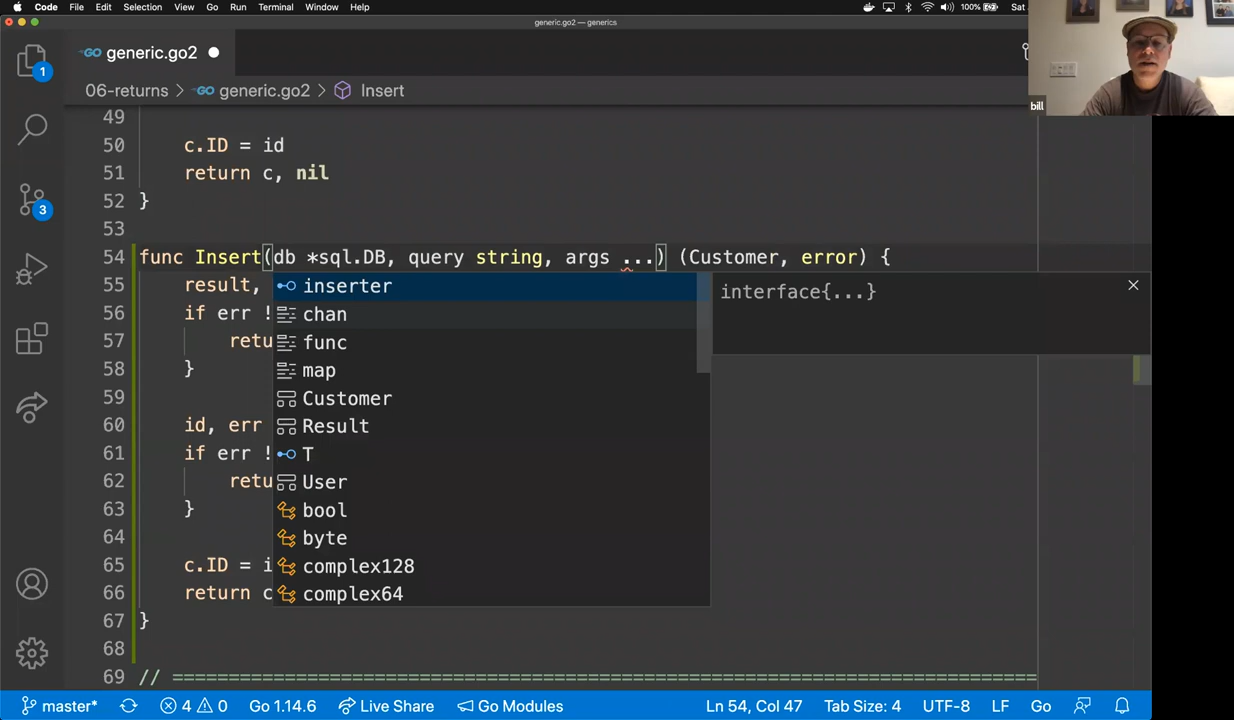 Code File Edit Selection View Go Run Terminal Window Help 100% Sat
generic.go2 — generics
GO generic.go2
06-returns > GO generic.go2 > Insert
bill
1
3
49
50 c.ID = id
51 return c, nil
52 }
53
54 func Insert(db *sql.DB, query string, args ...) (Customer, error) {
55 result,
56 if err !
57 retu
58 }
59
60 id, err
61 if err !
62 retu
63 }
64
65 c.ID = i
66 return c
67 }
68
69 // =============================================================================
inserter
chan
func
map
Customer
Result
T
User
bool
byte
complex128
complex64
interface{...}
master* 4 0 Go 1.14.6 Live Share Go Modules Ln 54, Col 47 Tab Size: 4 UTF-8 LF Go